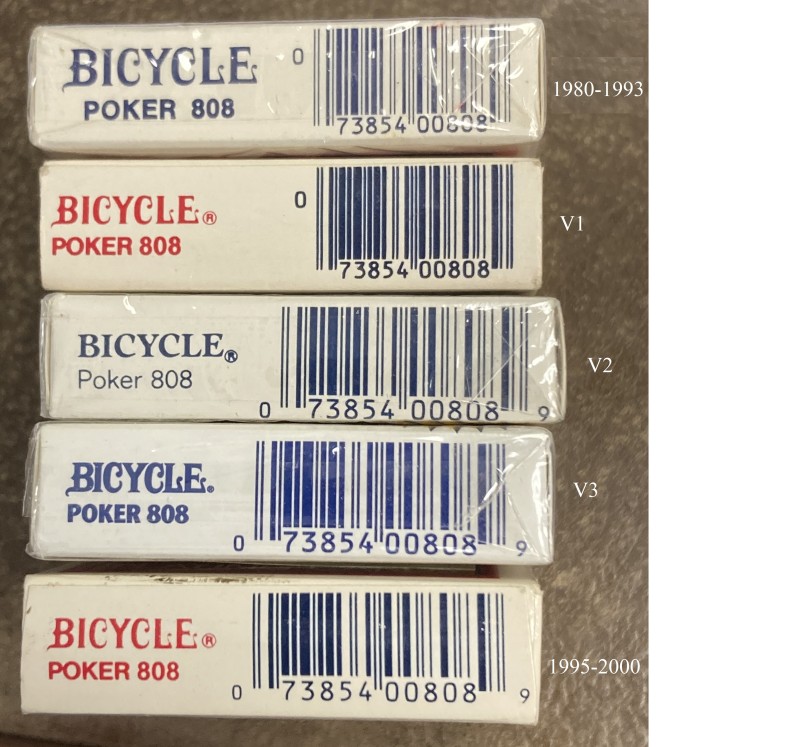 BICYCLE
POKER 808
0
73854 00808
1980-1993
BICYCLE®
POKER 808
0
73854 00808
V1
BICYCLE®
Poker 808
0 73854 00808 9
V2
BICYCLE®
POKER 808
0 73854 00808 9
V3
BICYCLE®
POKER 808
0 73854 00808 9
1995-2000